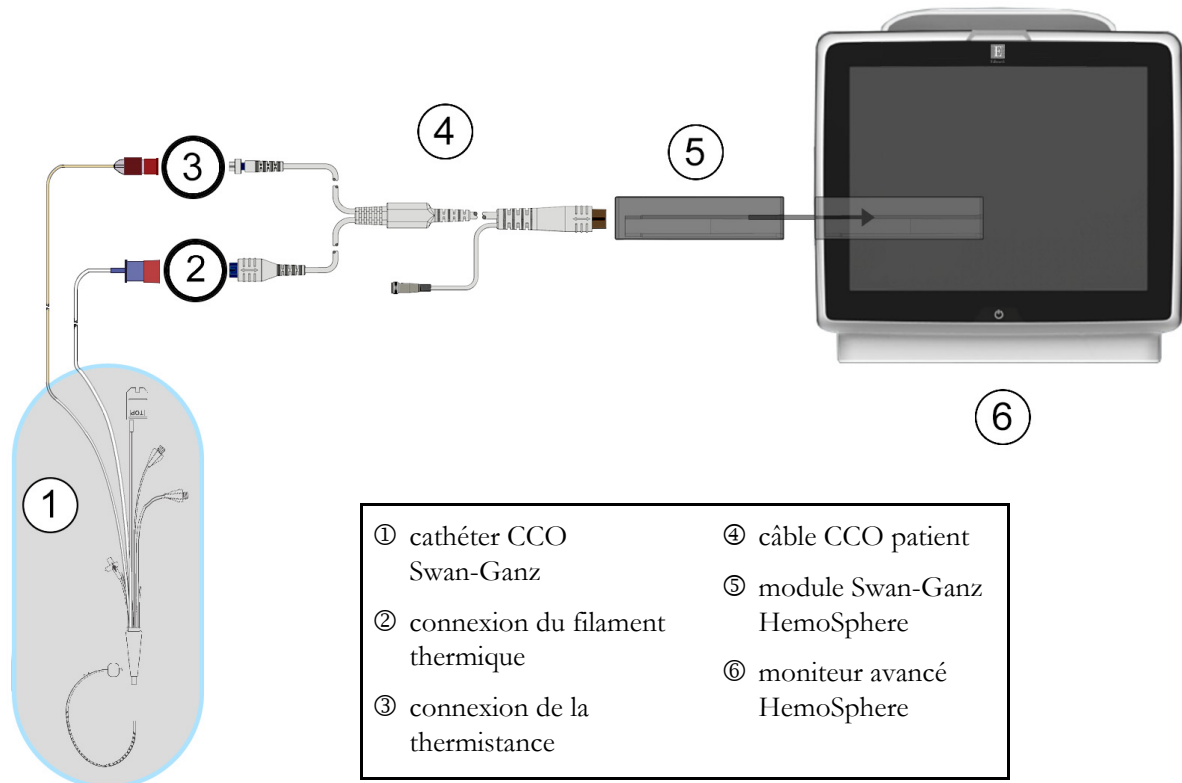 E
3
4
5
2
6
1
TOP
① cathéter CCO
Swan-Ganz
② connexion du filament
thermique
③ connexion de la
thermistance
④ câble CCO patient
⑤ module Swan-Ganz
HemoSphere
⑥ moniteur avancé
HemoSphere